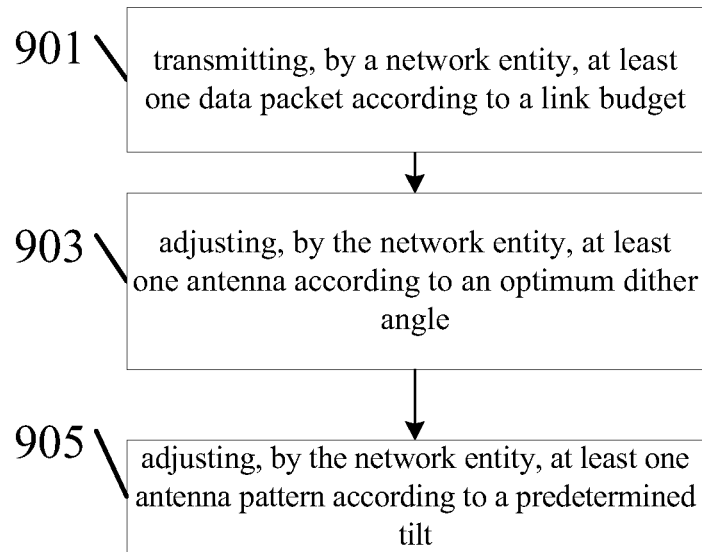 901
transmitting, by a network entity, at least
one data packet according to a link budget
903
adjusting, by the network entity, at least
one antenna according to an optimum dither
angle
905
adjusting, by the network entity, at least one
antenna pattern according to a predetermined
tilt